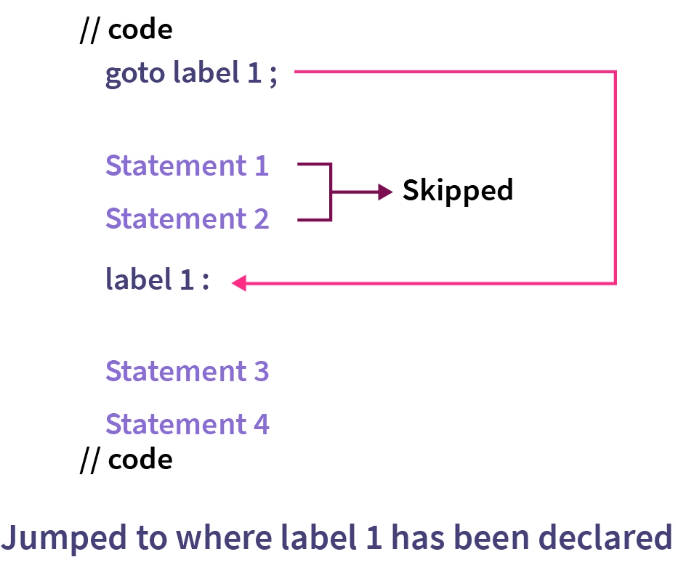 // code
goto label 1 ;
Statement 1
Skipped
Statement 2
label 1 :
Statement 3
Statement 4
// code
Jumped to where label 1 has been declared